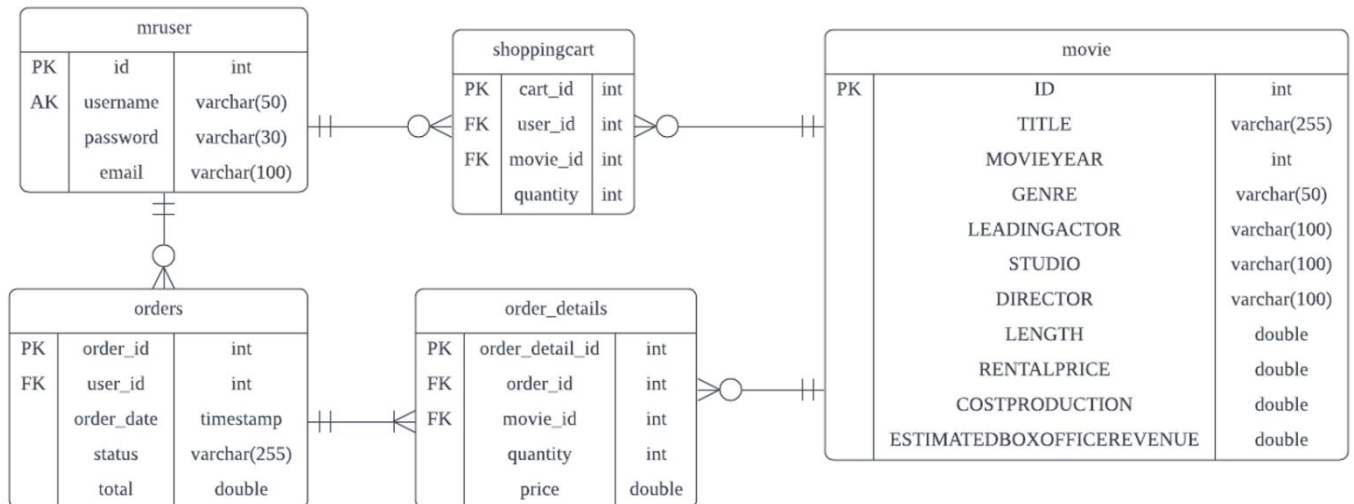 mruser
PK id int
AK username varchar(50)
password varchar(30)
email varchar(100)
shoppingcart
PK cart_id int
FK user_id int
FK movie_id int
quantity int
movie
PK ID int
TITLE varchar(255)
MOVIEYEAR int
GENRE varchar(50)
LEADINGACTOR varchar(100)
STUDIO varchar(100)
DIRECTOR varchar(100)
LENGTH double
RENTALPRICE double
COSTPRODUCTION double
ESTIMATEDBOXOFFICEREVENUE double
orders
PK order_id int
FK user_id int
order_date timestamp
status varchar(255)
total double
order_details
PK order_detail_id int
FK order_id int
FK movie_id int
quantity int
price double